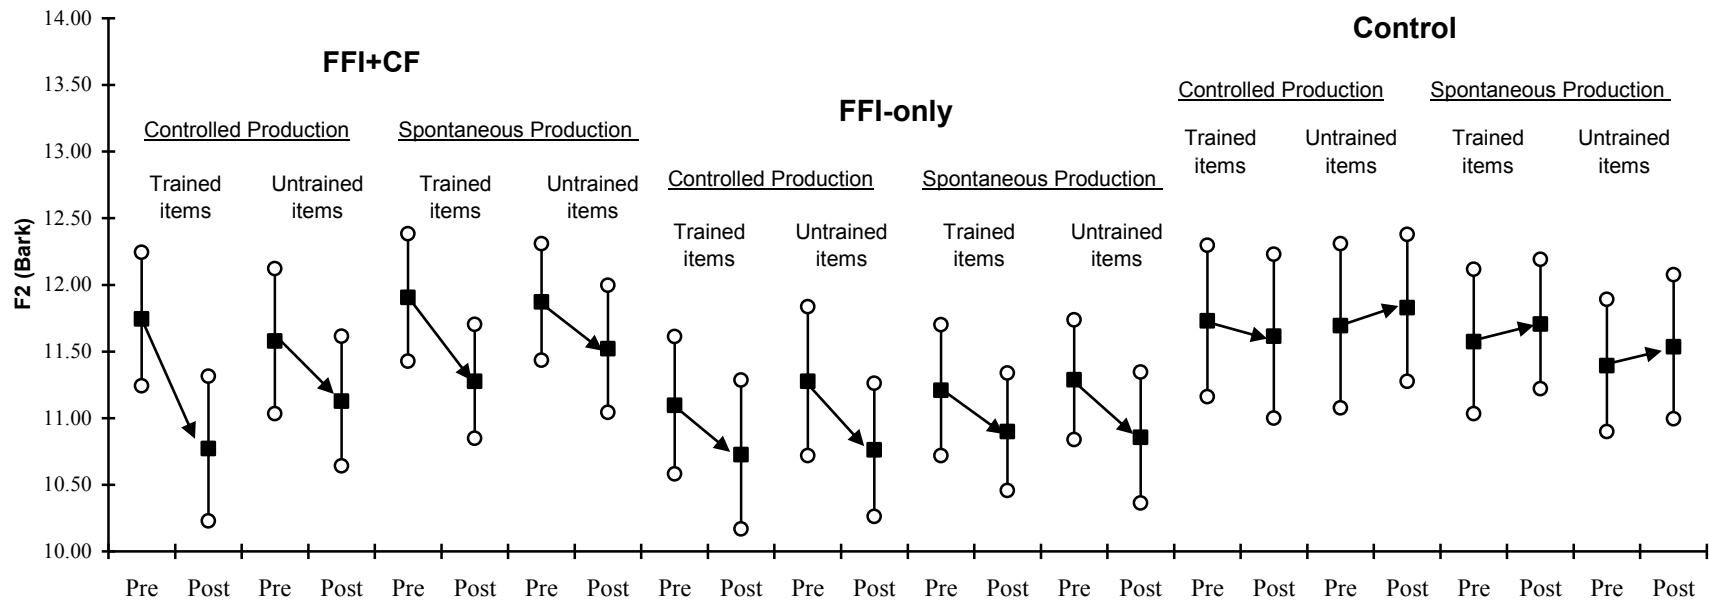 14.00
13.50
13.00
12.50
12.00
11.50
11.00
10.50
10.00
F2 (Bark)
FFI+CF
Controlled Production Spontaneous Production
Trained Untrained Trained Untrained
items items items items
FFI-only
Controlled Production Spontaneous Production
Trained Untrained Trained Untrained
items items items items
Control
Controlled Production Spontaneous Production
Trained Untrained Trained Untrained
items items items items
Pre Post Pre Post Pre Post Pre Post Pre Post Pre Post Pre Post Pre Post Pre Post Pre Post Pre Post Pre Post